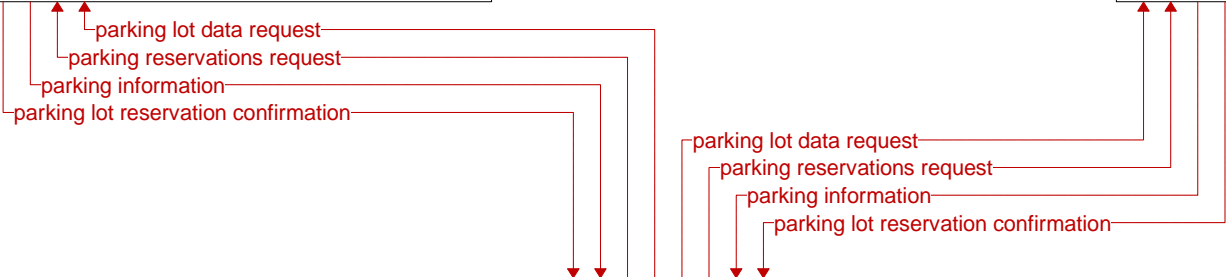 parking lot data request
parking reservations request
parking information
parking lot reservation confirmation
parking lot data request
parking reservations request
parking information
parking lot reservation confirmation